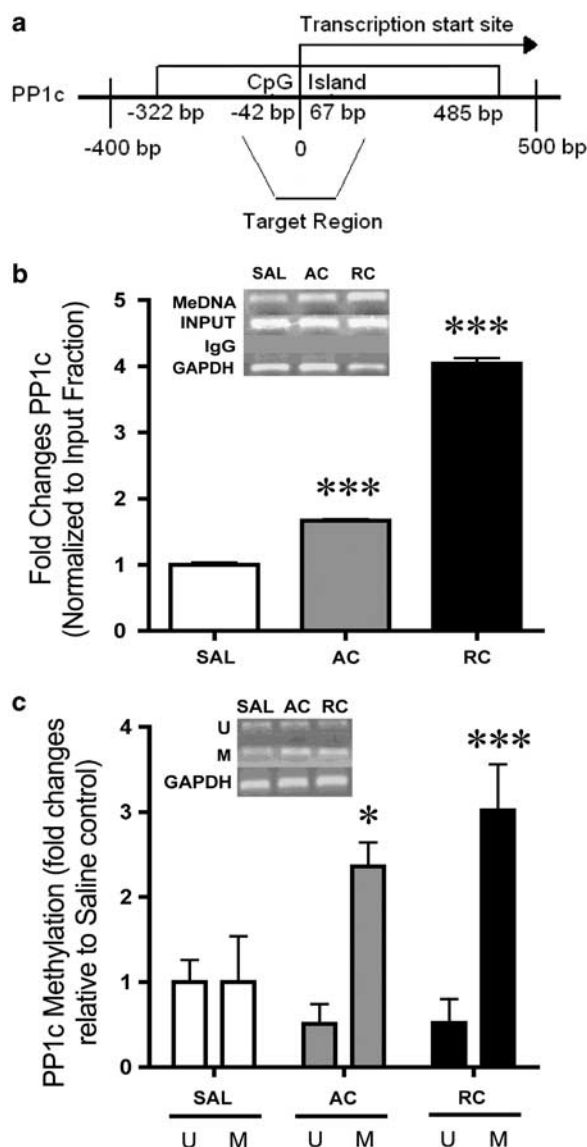 a
Transcription start site
PP1c
CpG Island
-322 bp -42 bp 67 bp 485 bp
-400 bp 0 500 bp
Target Region
b
SAL AC RC
MeDNA
INPUT
IgG
GAPDH
Fold Changes PP1c
(Normalized to Input Fraction)
5
4
3
2
1
0
***
***
SAL AC RC
c
SAL AC RC
U
M
GAPDH
PP1c Methylation (fold changes
relative to Saline control)
4
3
2
1
0
*
***
SAL AC RC
U M U M U M